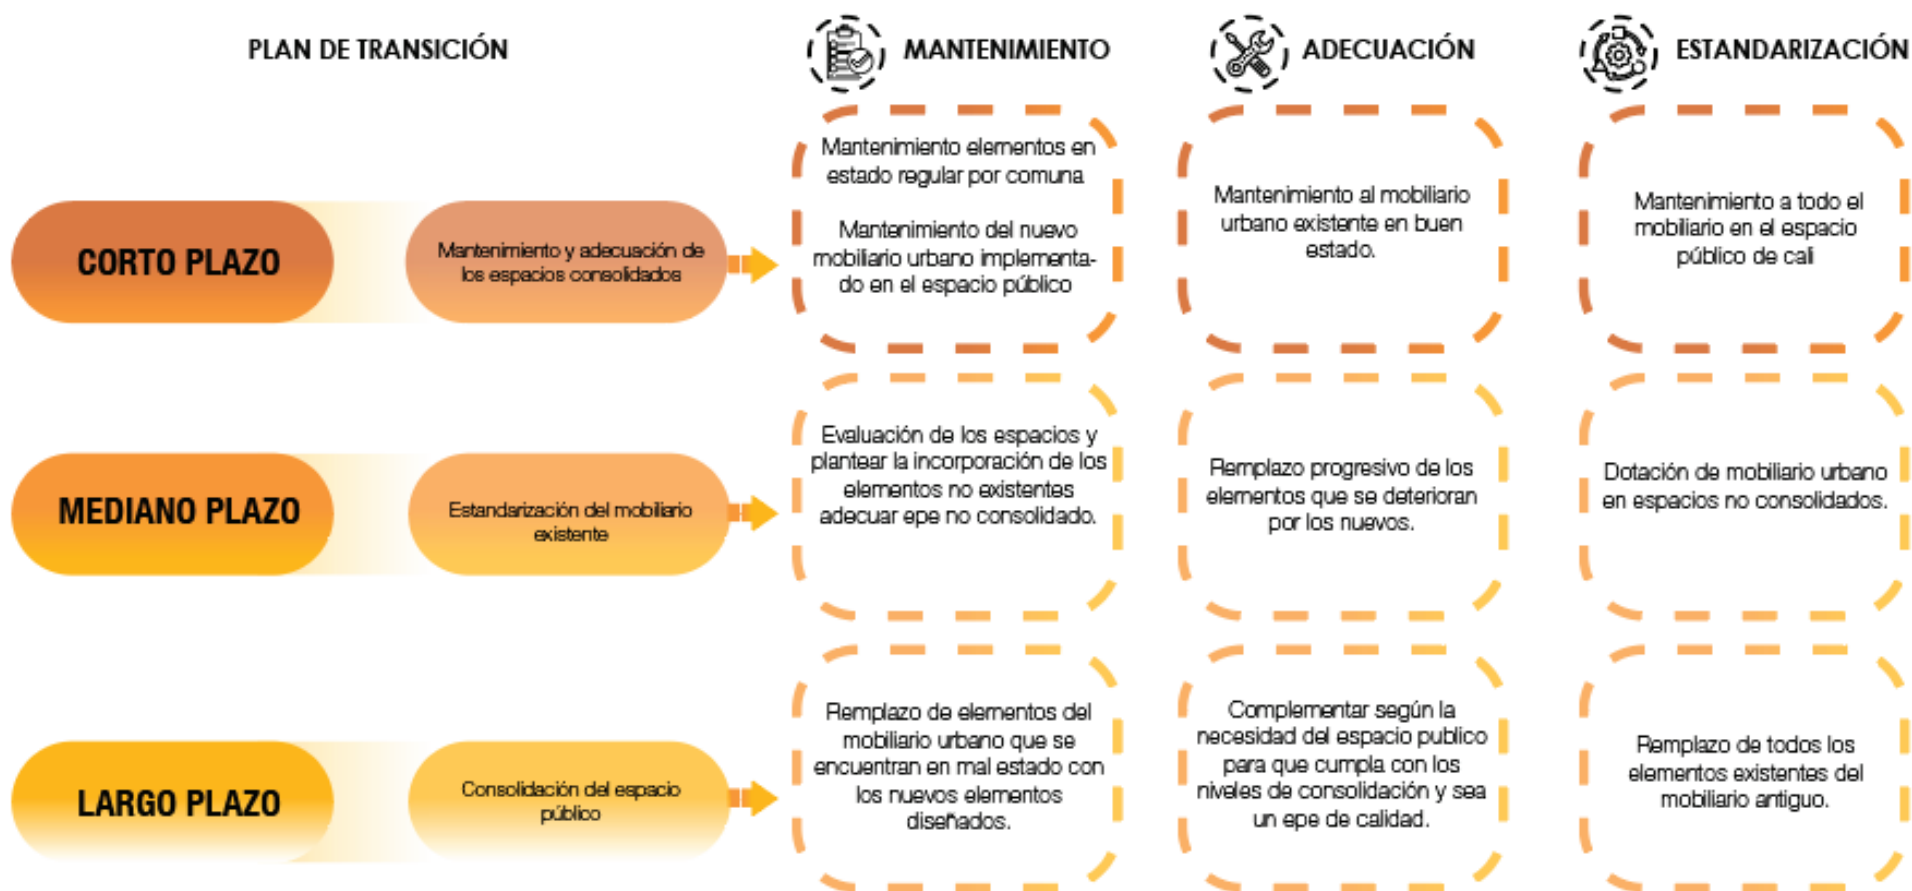 PLAN DE TRANSICIÓN
MANTENIMIENTO
ADECUACIÓN
ESTANDARIZACIÓN
CORTO PLAZO
Mantenimiento y adecuación de
los espacios consolidados
Mantenimiento elementos en
estado regular por comuna
Mantenimiento del nuevo
mobiliario urbano implementa-
do en el espacio público
Mantenimiento al mobiliario
urbano existente en buen
estado.
Mantenimiento a todo el
mobiliario en el espacio
público de cali
MEDIANO PLAZO
Estandarización del mobiliario
existente
Evaluación de los espacios y
plantear la incorporación de los
elementos no existentes
adecuar epe no consolidado.
Remplazo progresivo de los
elementos que se deterioran
por los nuevos.
Dotación de mobiliario urbano
en espacios no consolidados.
LARGO PLAZO
Consolidación del espacio
público
Remplazo de elementos del
mobiliario urbano que se
encuentran en mal estado con
los nuevos elementos
diseñados.
Complementar según la
necesidad del espacio publico
para que cumpla con los
niveles de consolidación y sea
un epe de calidad.
Remplazo de todos los
elementos existentes del
mobiliario antiguo.